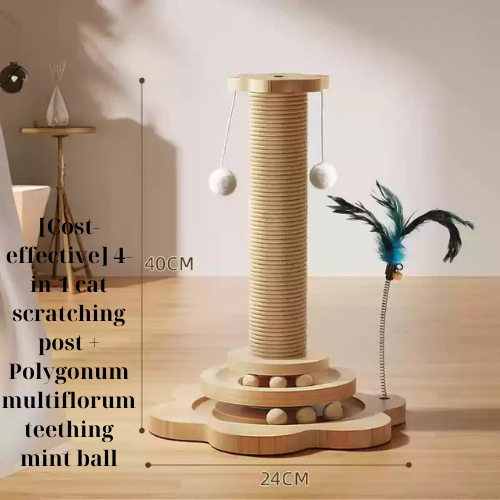 [Cost-
effective] 4-
in-1 cat
scratching
post +
Polygonum
multiflorum
teething
mint ball
40CM
24CM